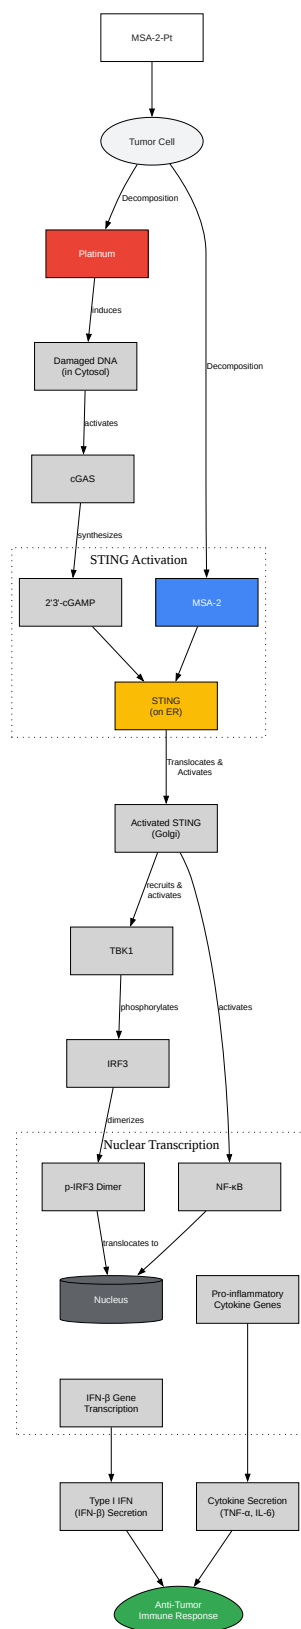 MSA-2-Pt
Tumor Cell
Decomposition
Platinum
induces
Decomposition
Damaged DNA
(in Cytosol)
activates
cGAS
synthesizes
STING Activation
2'3'-cGAMP
MSA-2
STING
(on ER)
Translocates &
Activates
Activated STING
(Golgi)
recruits &
activates
TBK1
phosphorylates
activates
IRF3
dimerizes
Nuclear Transcription
p-IRF3 Dimer
NF-κB
translocates to
Nucleus
Pro-inflammatory
Cytokine Genes
IFN-β Gene
Transcription
Type I IFN
(IFN-β) Secretion
Cytokine Secretion
(TNF-α, IL-6)
Anti-Tumor
Immune Response